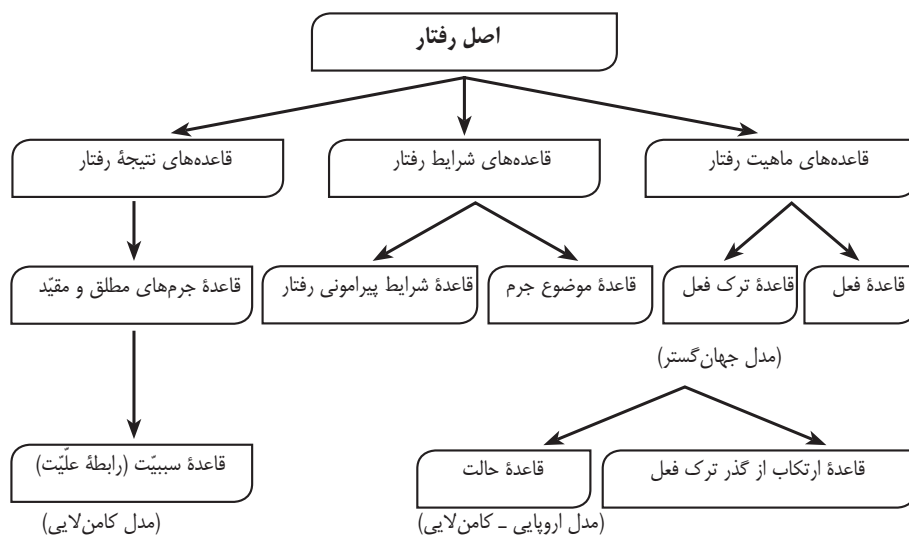 اصل رفتار
قاعده‌های ماهیت رفتار
قاعده‌های شرایط رفتار
قاعده‌های نتیجهٔ رفتار
قاعدهٔ فعل
قاعدهٔ ترک فعل
قاعدهٔ موضوع جرم
قاعدهٔ شرایط پیرامونی رفتار
قاعدهٔ جرم‌های مطلق و مقیّد
(مدل جهان‌گستر)
قاعدهٔ ارتکاب از گذر ترک فعل
قاعدهٔ حالت
قاعدهٔ سببیّت (رابطهٔ علّیّت)
(مدل اروپایی ـ کامن‌لایی)
(مدل کامن‌لایی)